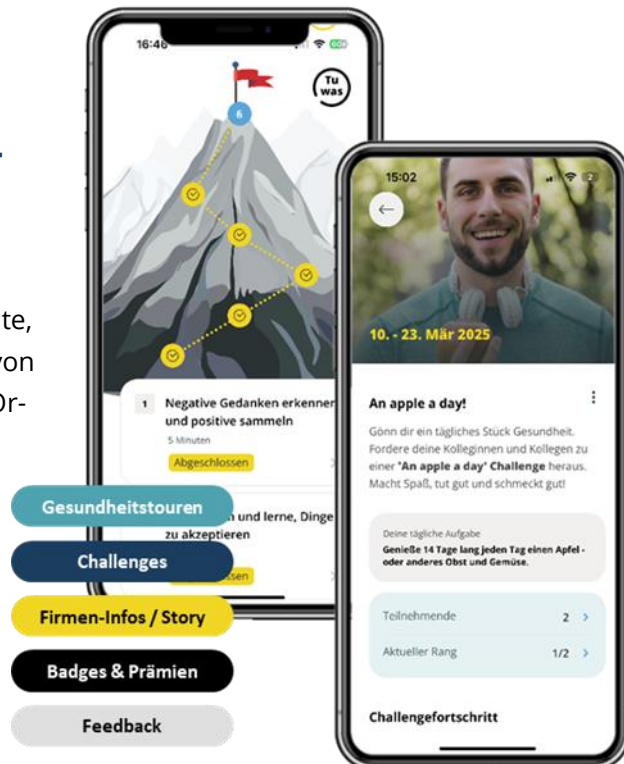 te,
von
Or-
16:46
Tu
was
6
1 Negative Gedanken erkennen
und positive sammeln
5 Minuten
Abgeschlossen
und lerne, Dinge
zu akzeptieren
Gesundheitstouren
Challenges
Firmen-Infos / Story
Badges & Prämien
Feedback
15:02
10. - 23. Mär 2025
An apple a day!
Gönn dir ein tägliches Stück Gesundheit.
Fordere deine Kolleginnen und Kollegen zu
einer "An apple a day" Challenge heraus.
Macht Spaß, tut gut und schmeckt gut!
Deine tägliche Aufgabe
Genieße 14 Tage lang jeden Tag einen Apfel -
oder anderes Obst und Gemüse.
Teilnehmende 2
Aktueller Rang 1/2
Challengefortschritt